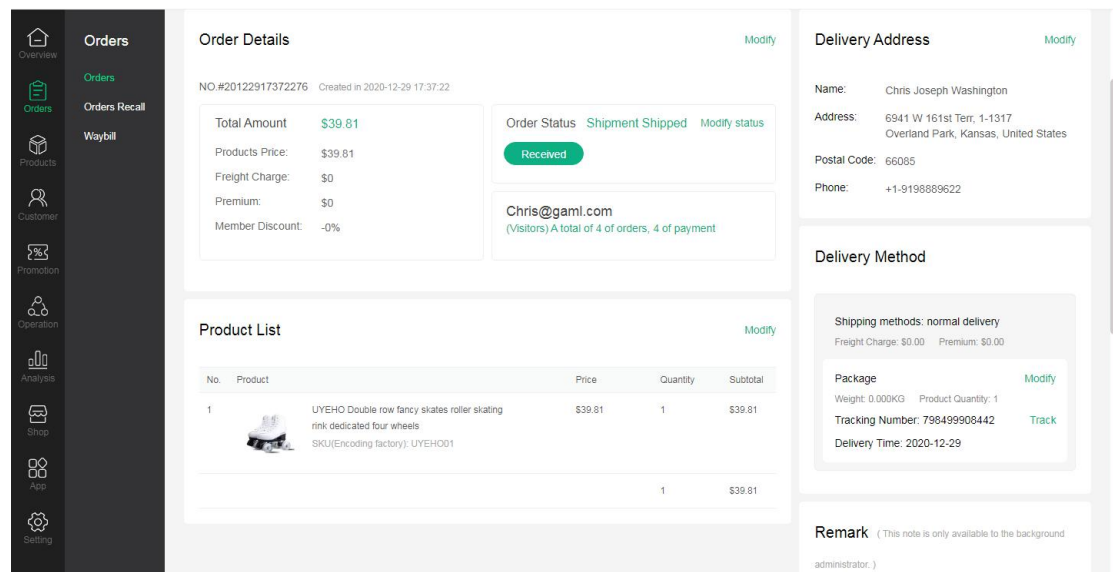 Overview
Orders
Products
Customer
Promotion
Operation
Analysis
Shop
App
Setting
Orders
Orders
Orders Recall
Waybill
Order Details
Modify
NO.#20122917372276 Created in 2020-12-29 17:37:22
Total Amount $39.81
Products Price: $39.81
Freight Charge: $0
Premium: $0
Member Discount: -0%
Order Status Shipment Shipped Modify status
Received
Chris@gaml.com
(Visitors) A total of 4 of orders, 4 of payment
Product List
Modify
No. Product Price Quantity Subtotal
1 UYEHO Double row fancy skates roller skating $39.81 1 $39.81
rink dedicated four wheels
SKU(Encoding factory): UYEHO01
1 $39.81
Delivery Address
Modify
Name: Chris Joseph Washington
Address: 6941 W 161st Terr, 1-1317
Overland Park, Kansas, United States
Postal Code: 66085
Phone: +1-9198889622
Delivery Method
Shipping methods: normal delivery
Freight Charge: $0.00 Premium: $0.00
Package Modify
Weight: 0.000KG Product Quantity: 1
Tracking Number: 798499908442 Track
Delivery Time: 2020-12-29
Remark ( This note is only available to the background
administrator. )